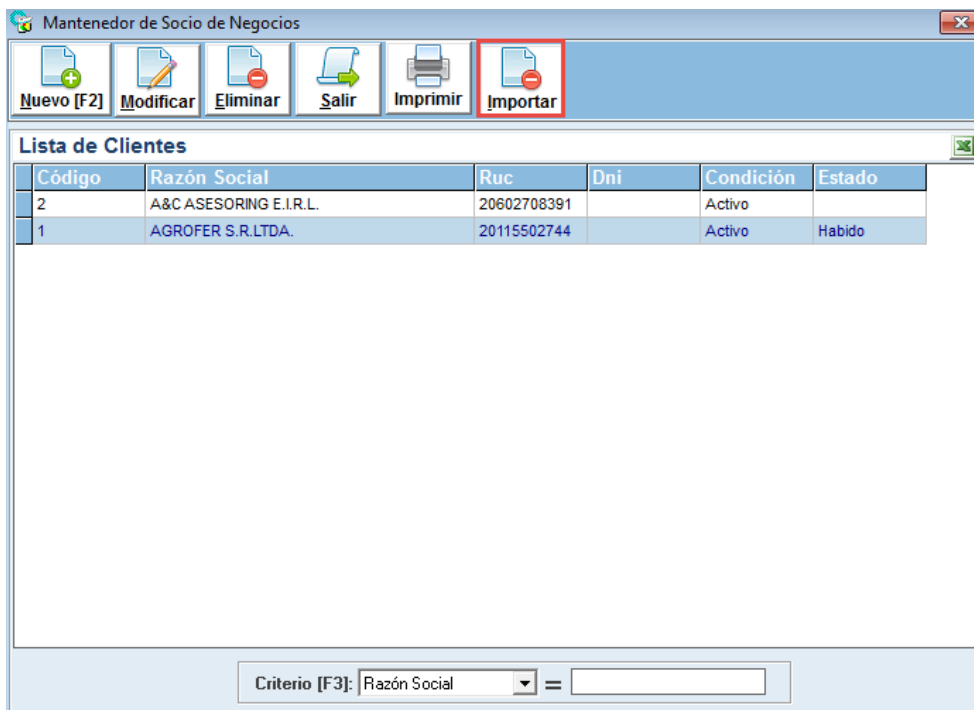 Mantenedor de Socio de Negocios
Nuevo [F2] Modificar Eliminar Salir Imprimir Importar
Lista de Clientes
Código Razón Social Ruc Dni Condición Estado
2 A&C ASESORING E.I.R.L. 20602708391 Activo
1 AGROFER S.R.LTDA. 20115502744 Activo Habido
Criterio [F3]: Razón Social =